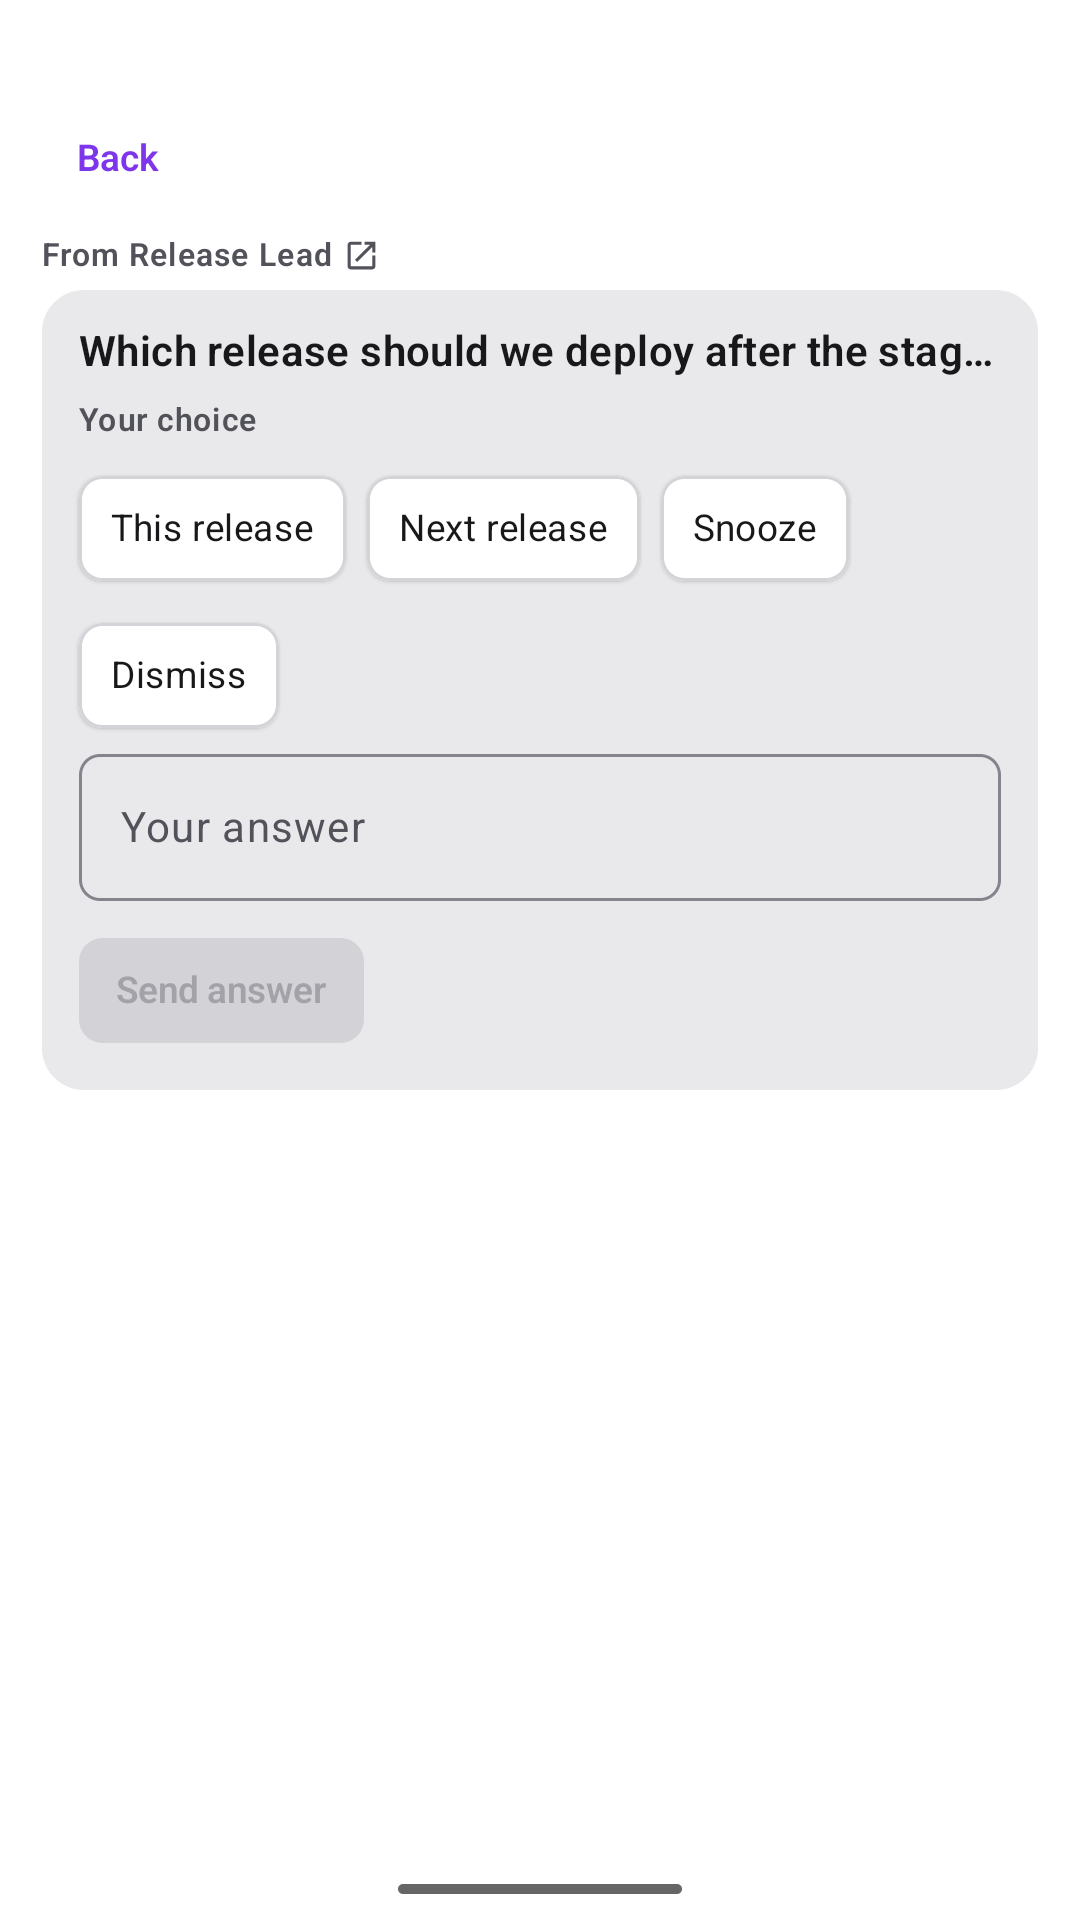 Back
From Release Lead
Which release should we deploy after the stag…
Your choice
This release
Next release
Snooze
Dismiss
Your answer
Send answer